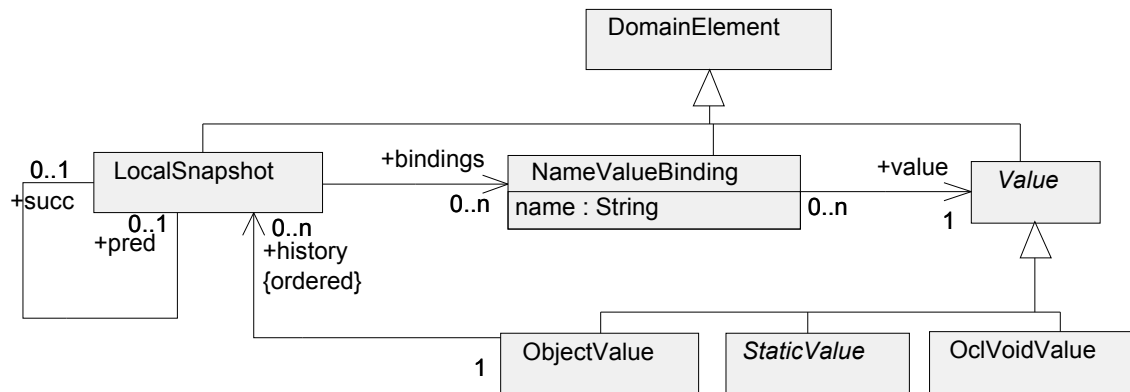 DomainElement
LocalSnapshot
0..1
+succ
0..1
+pred
+bindings
0..n
NameValueBinding
name : String
+value
0..n
1
Value
0..n
+history
{ordered}
1
ObjectValue
StaticValue
OclVoidValue